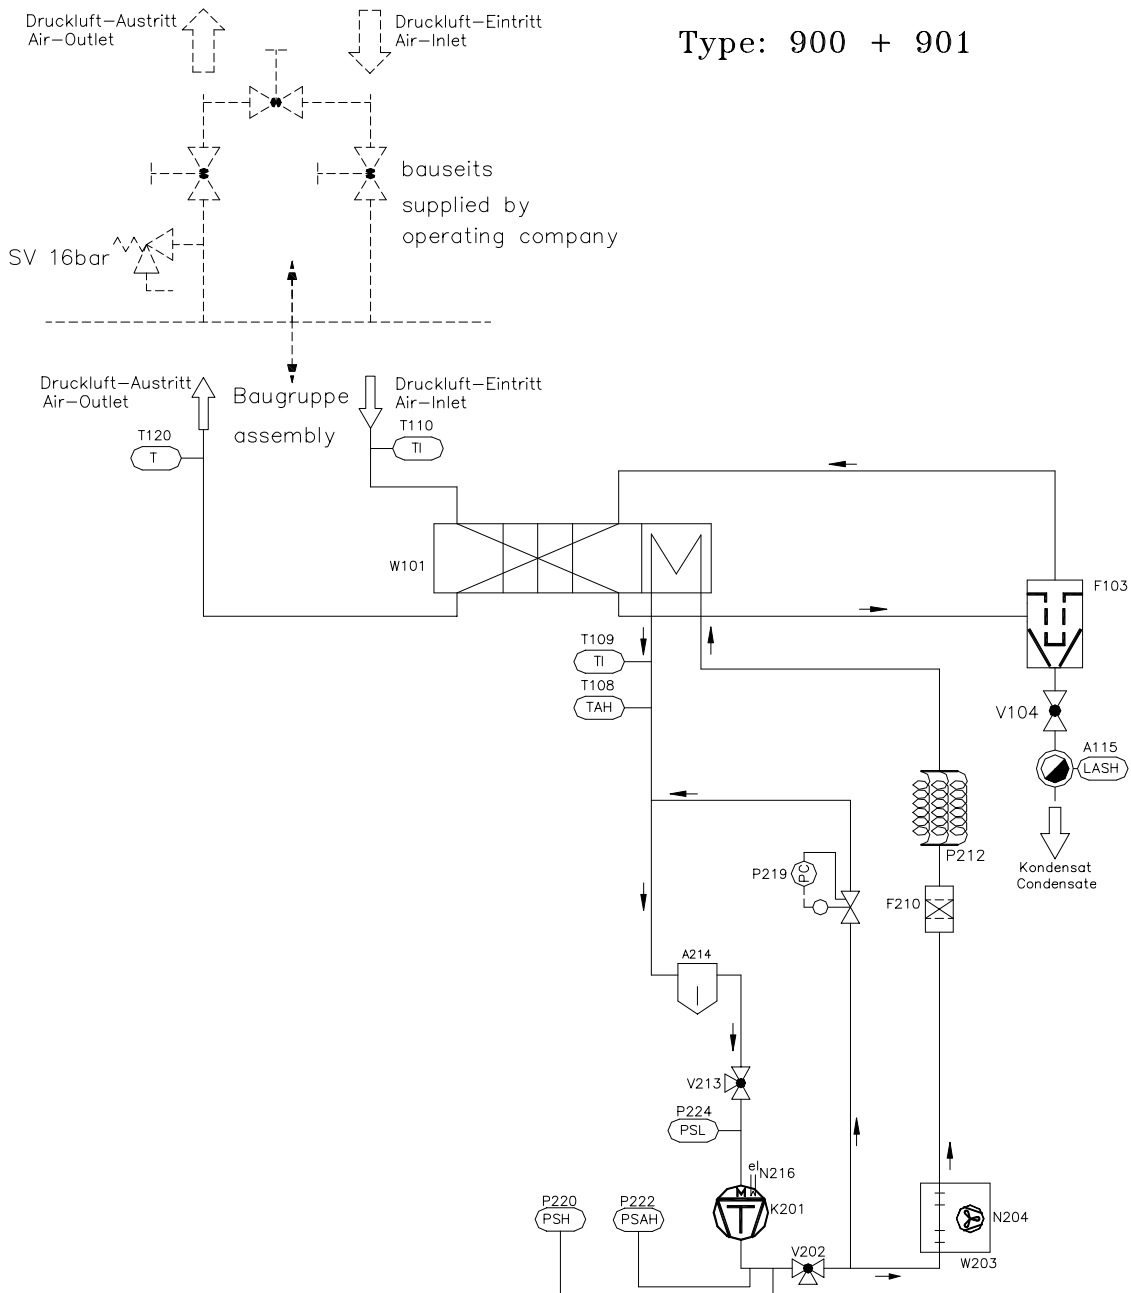 Druckluft-Austritt
Air-Outlet
Druckluft-Eintritt
Air-Inlet
Type: 900 + 901
bauseits
supplied by
operating company
SV 16bar
Druckluft-Austritt
Air-Outlet
Baugruppe
assembly
Druckluft-Eintritt
Air-Inlet
T120
T
T110
TI
W101
F103
T109
TI
T108
TAH
V104
A115
LASH
Kondensat
Condensate
P212
P219
PC
F210
A214
V213
P224
PSL
el
N216
M
K201
T
P220
PSH
P222
PSAH
V202
N204
W203